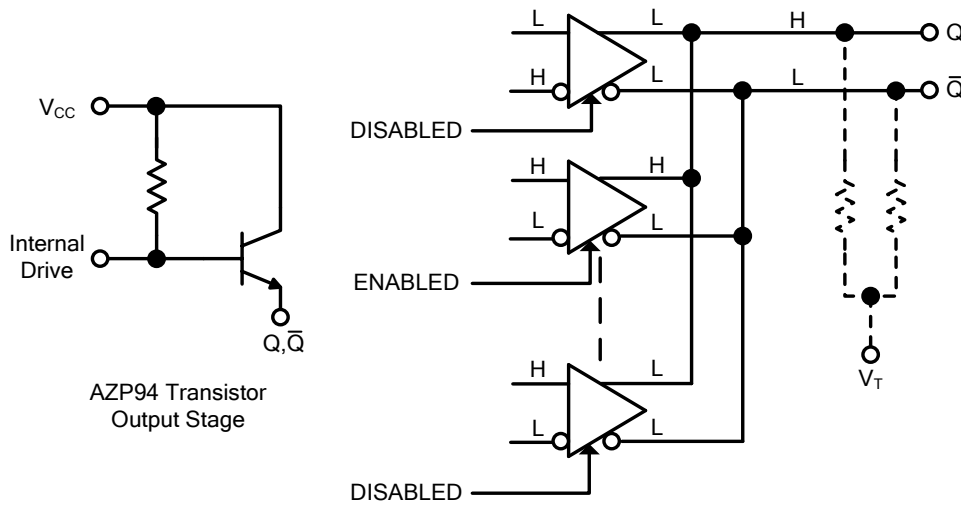 L L H Q
H L L Q̅
DISABLED
V_CC
H H
L L
Internal
Drive
ENABLED
Q,Q̅
H L
V_T
AZP94 Transistor
Output Stage
L L
DISABLED